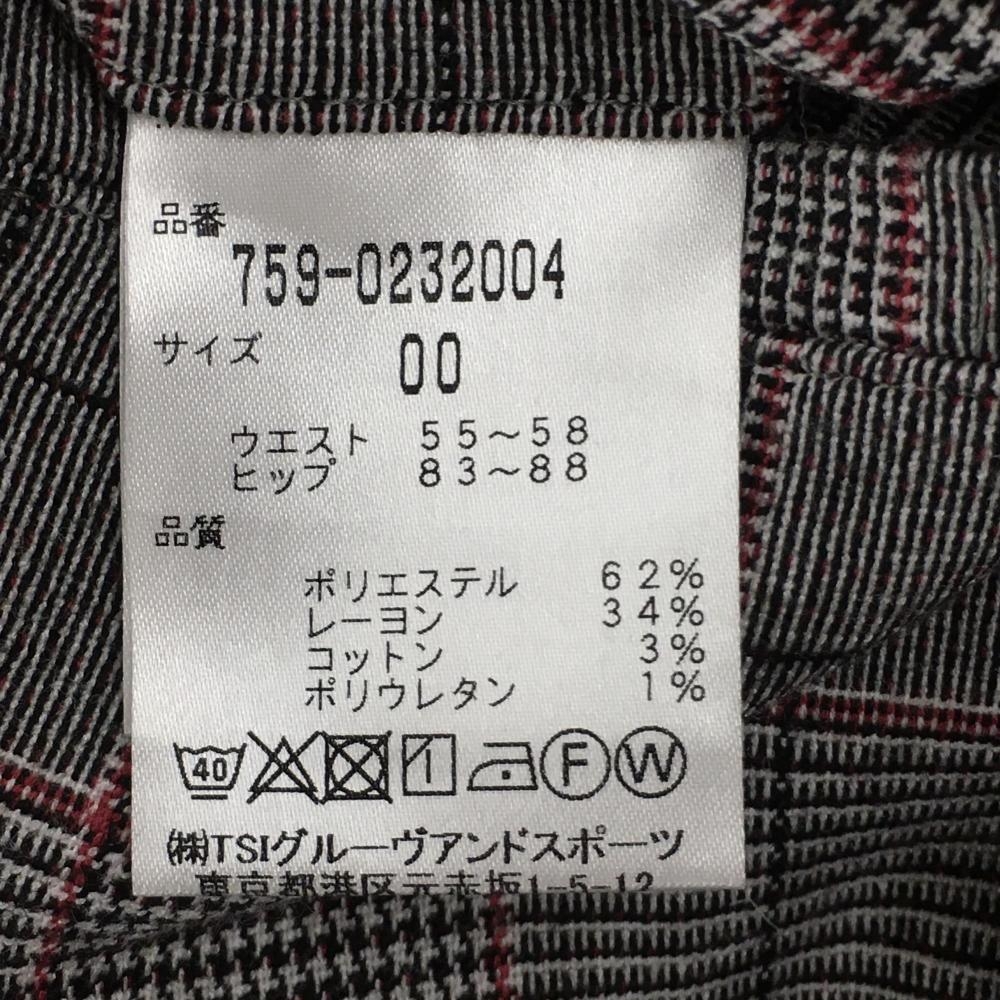 品番
759-0232004
サイズ 00
ウエスト 55～58
ヒップ 83～88
品質
ポリエステル 62%
レーヨン 34%
コットン 3%
ポリウレタン 1%
40 F W
㈱TSIグルーヴアンドスポーツ
東京都港区元赤坂1-5-12